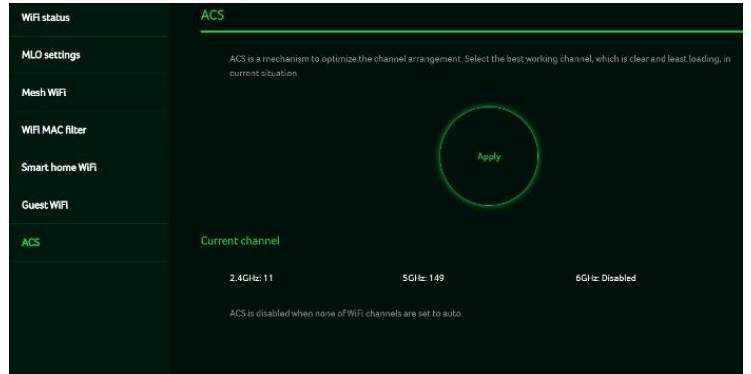 WiFi status
MLO settings
Mesh WiFi
WiFi MAC filter
Smart home WiFi
Guest WiFi
ACS
ACS
ACS is a mechanism to optimize the channel arrangement. Select the best working channel, which is clear and least loading, in
current situation
Apply
Current channel
2.4GHz: 11
5GHz: 149
6GHz: Disabled
ACS is disabled when none of WiFi channels are set to auto.